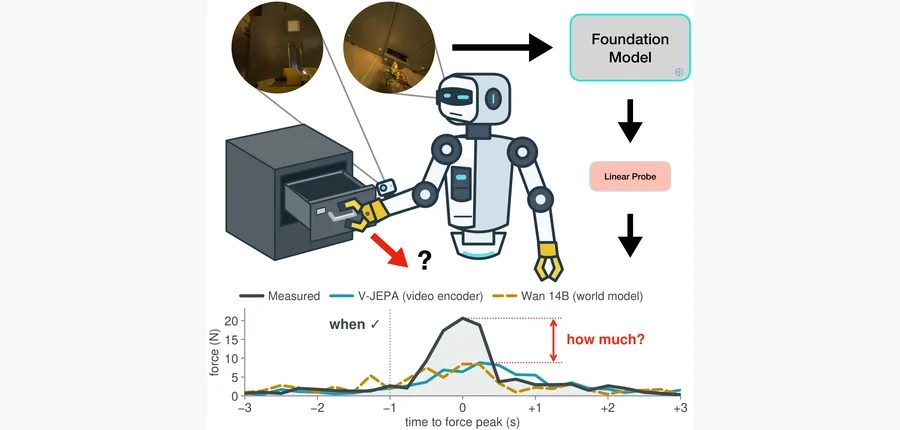 Foundation
Model
Linear Probe
?
Measured V-JEPA (video encoder) Wan 14B (world model)
when ✓
how much?
force (N)
20
15
10
5
0
−3 −2 −1 0 +1 +2 +3
time to force peak (s)